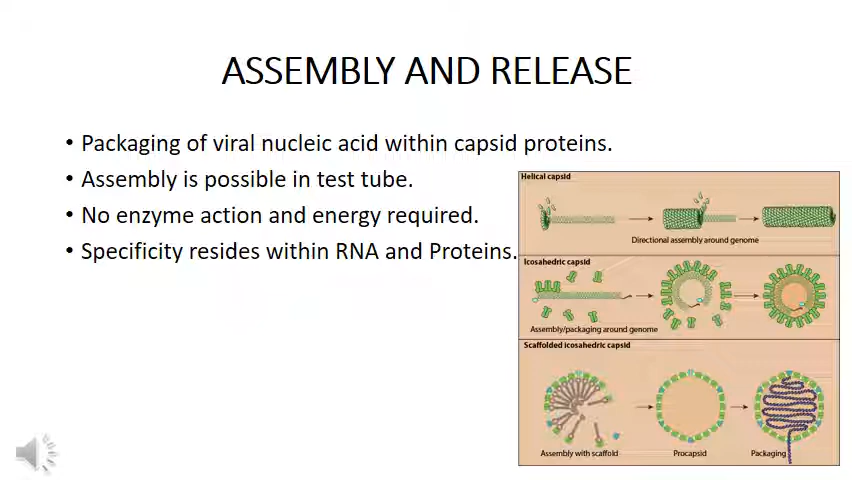 ASSEMBLY AND RELEASE
• Packaging of viral nucleic acid within capsid proteins.
• Assembly is possible in test tube.
• No enzyme action and energy required.
• Specificity resides within RNA and Proteins.
Helical capsid
Directional assembly around genome
Icosahedric capsid
Assembly/packaging around genome
Scaffolded icosahedric capsid
Assembly with scaffold
Procapsid
Packaging